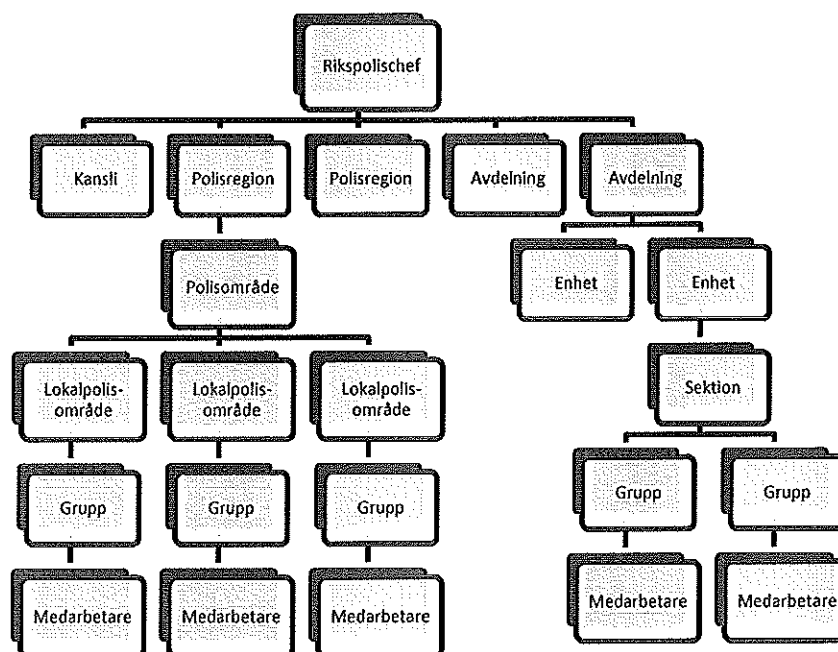 Rikspolischef
Kansli
Polisregion
Polisregion
Avdelning
Avdelning
Polisområde
Enhet
Enhet
Lokalpolis-
område
Lokalpolis-
område
Lokalpolis-
område
Sektion
Grupp
Grupp
Grupp
Grupp
Grupp
Medarbetare
Medarbetare
Medarbetare
Medarbetare
Medarbetare